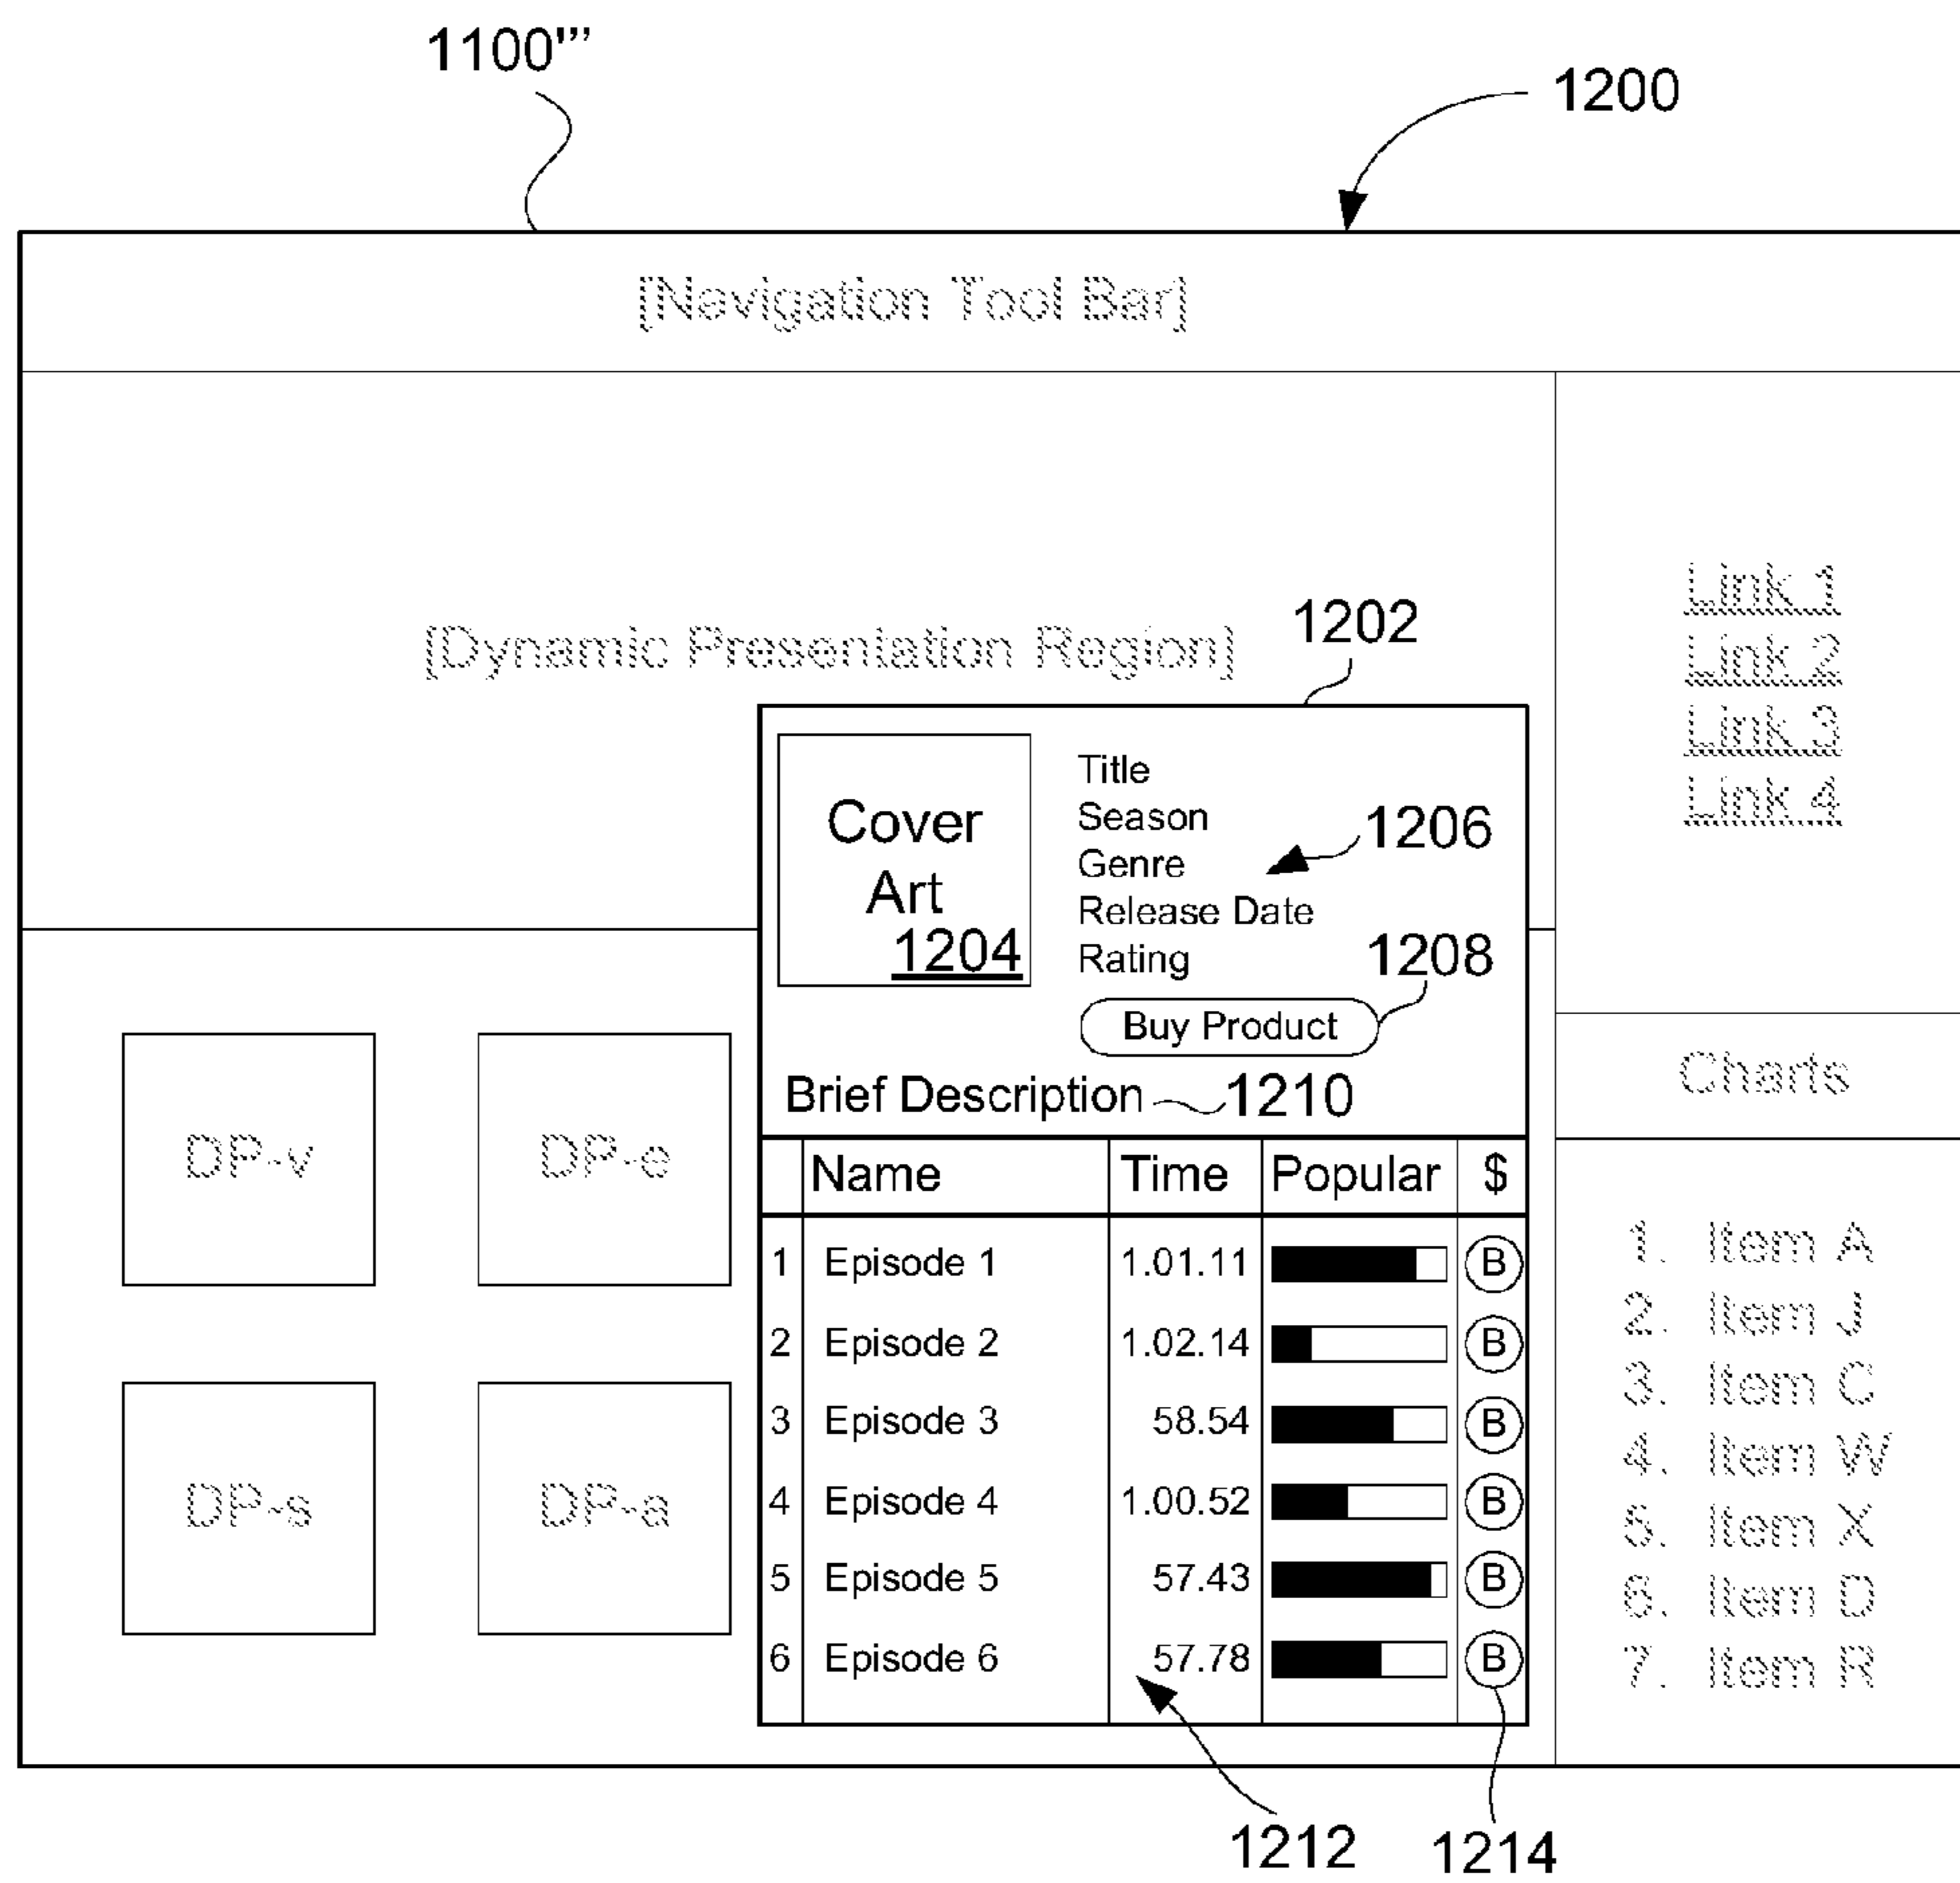 1100'''
1200
[Navigation Tool Bar]
[Dynamic Presentation Region]
Link 1
Link 2
Link 3
Link 4
1202
Cover
Art
1204
Title
Season
Genre
Release Date
Rating
1206
1208
Buy Product
Brief Description
1210
DP-v
DP-e
DP-s
DP-a
Name Time Popular $
1 Episode 1 1.01.11 B
2 Episode 2 1.02.14 B
3 Episode 3 58.54 B
4 Episode 4 1.00.52 B
5 Episode 5 57.43 B
6 Episode 6 57.78 B
Charts
1. Item A
2. Item J
3. Item C
4. Item W
5. Item X
6. Item D
7. Item R
1212
1214